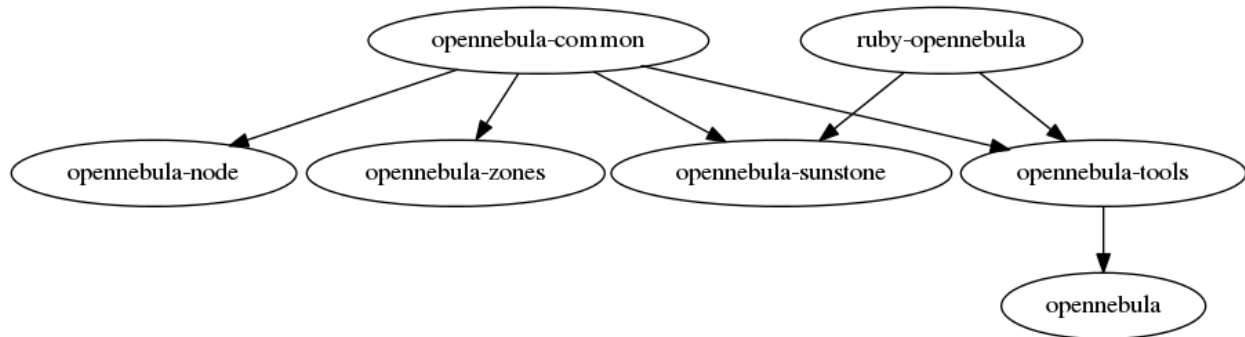 opennebula-common
ruby-opennebula
opennebula-node
opennebula-zones
opennebula-sunstone
opennebula-tools
opennebula